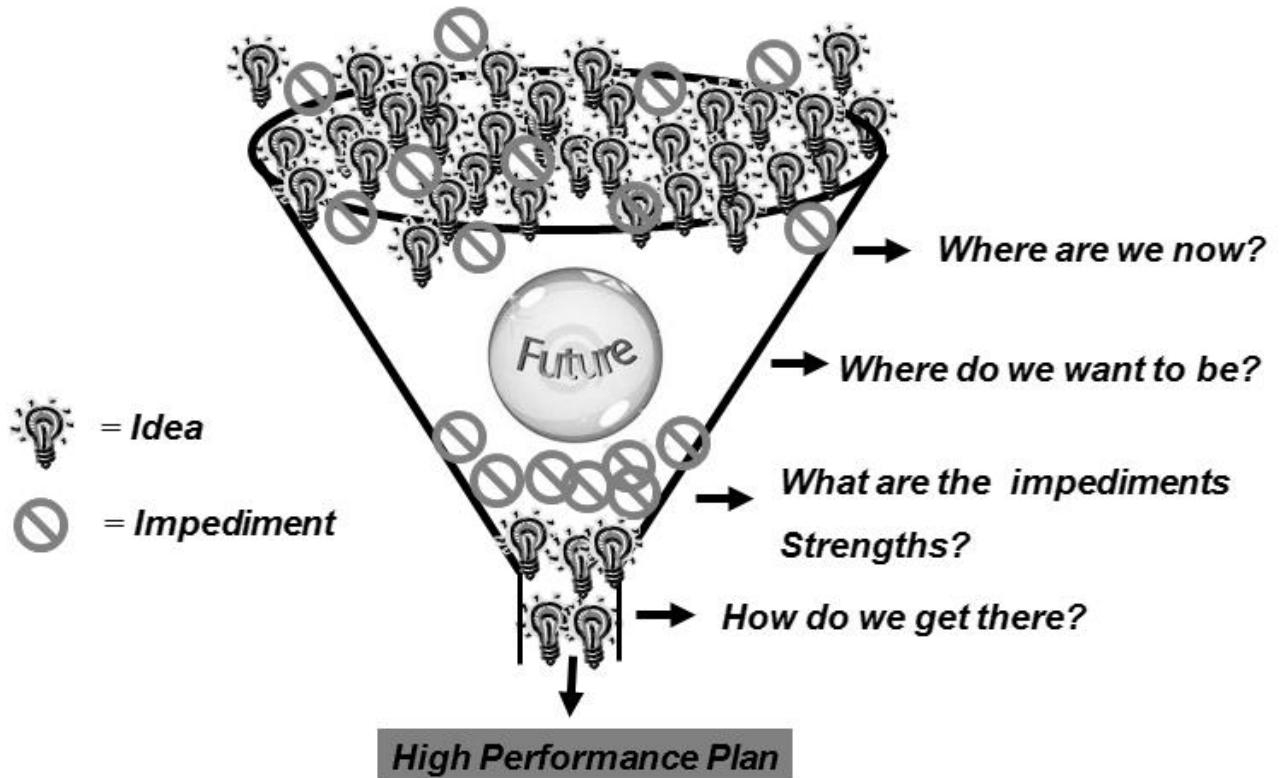 Where are we now?
Future
Where do we want to be?
= Idea
What are the impediments
= Impediment
Strengths?
How do we get there?
High Performance Plan